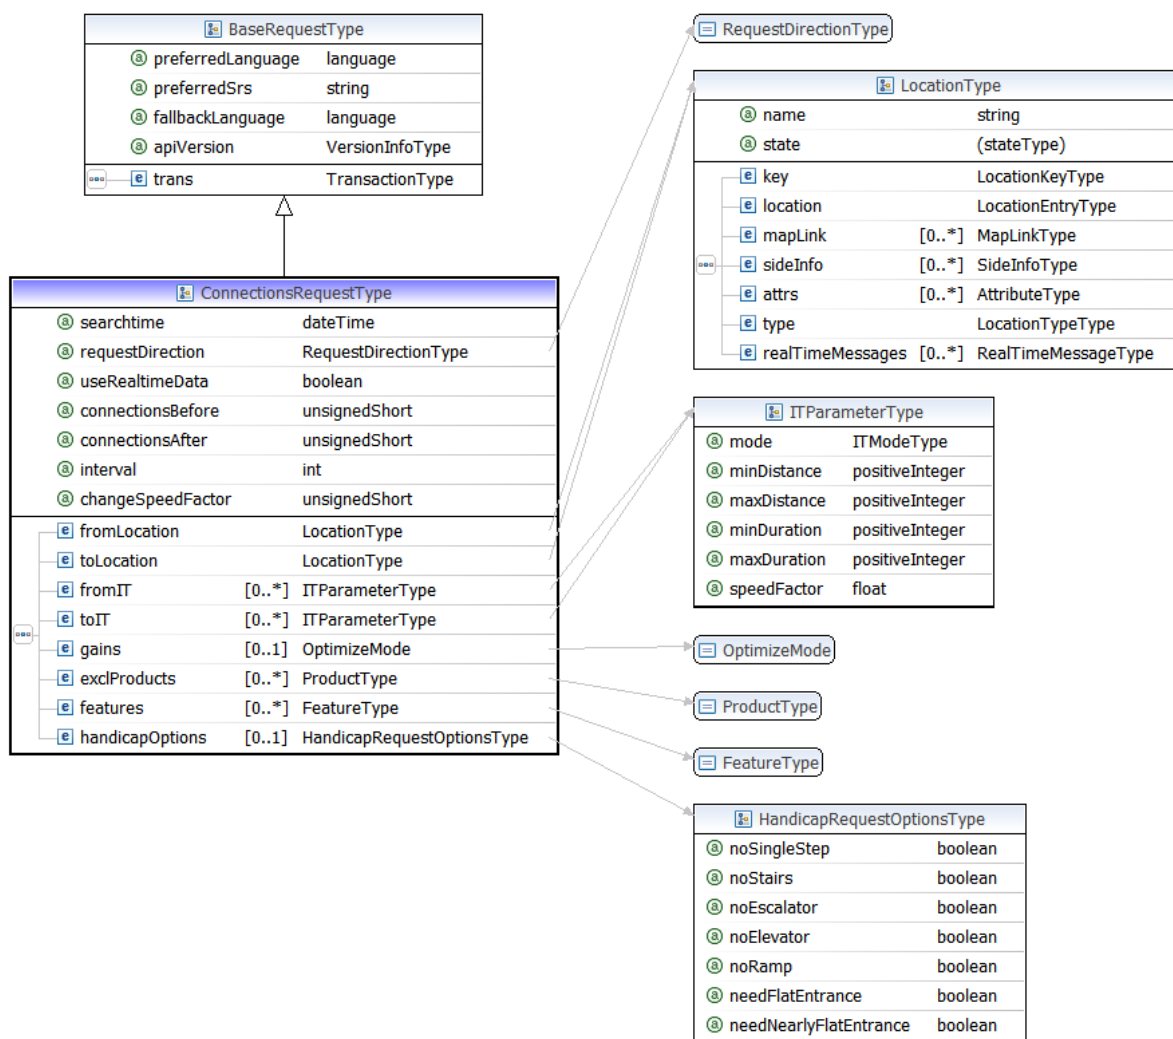 BaseRequestType
preferredLanguage language
preferredSrs string
fallbackLanguage language
apiVersion VersionInfoType
e trans TransactionType
ConnectionsRequestType
a searchtime dateTime
a requestDirection RequestDirectionType
a useRealtimeData boolean
a connectionsBefore unsignedShort
a connectionsAfter unsignedShort
a interval int
a changeSpeedFactor unsignedShort
e fromLocation LocationType
e toLocation LocationType
e fromIT [0..*] ITParameterType
e toIT [0..*] ITParameterType
e gains [0..1] OptimizeMode
e exclProducts [0..*] ProductType
e features [0..*] FeatureType
e handicapOptions [0..1] HandicapRequestOptionsType
RequestDirectionType
LocationType
a name string
a state (stateType)
e key LocationKeyType
e location LocationEntryType
e mapLink [0..*] MapLinkType
e sideInfo [0..*] SideInfoType
e attrs [0..*] AttributeType
e type LocationTypeType
e realTimeMessages [0..*] RealTimeMessageType
ITParameterType
a mode ITModeType
a minDistance positiveInteger
a maxDistance positiveInteger
a minDuration positiveInteger
a maxDuration positiveInteger
a speedFactor float
OptimizeMode
ProductType
FeatureType
HandicapRequestOptionsType
a noSingleStep boolean
a noStairs boolean
a noEscalator boolean
a noElevator boolean
a noRamp boolean
a needFlatEntrance boolean
a needNearlyFlatEntrance boolean